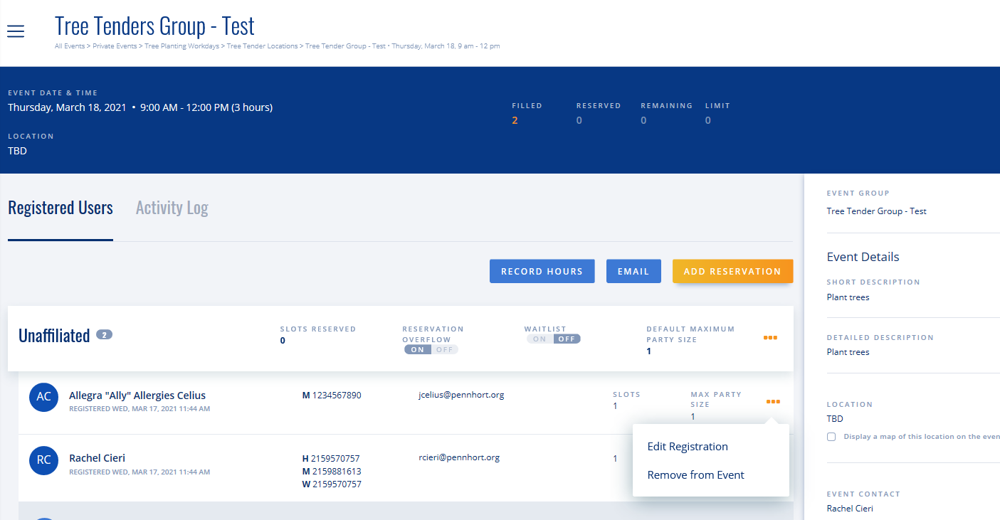 Tree Tenders Group - Test
All Events > Private Events > Tree Planting Workdays > Tree Tender Locations > Tree Tender Group - Test • Thursday, March 18, 9 am - 12 pm
EVENT DATE & TIME
Thursday, March 18, 2021 • 9:00 AM - 12:00 PM (3 hours)
LOCATION
TBD
FILLED RESERVED REMAINING LIMIT
2 0 0 0
Registered Users Activity Log
RECORD HOURS EMAIL ADD RESERVATION
Unaffiliated 2
SLOTS RESERVED
0
RESERVATION
OVERFLOW
ON OFF
WAITLIST
ON OFF
DEFAULT MAXIMUM
PARTY SIZE
1
AC
Allegra "Ally" Allergies Celius
REGISTERED WED, MAR 17, 2021 11:44 AM
M 1234567890
jcelius@pennhort.org
SLOTS
1
MAX PARTY
SIZE
1
Edit Registration
Remove from Event
RC
Rachel Cieri
REGISTERED WED, MAR 17, 2021 11:44 AM
H 2159570757
M 2159881613
W 2159570757
rcieri@pennhort.org
1
EVENT GROUP
Tree Tender Group - Test
Event Details
SHORT DESCRIPTION
Plant trees
DETAILED DESCRIPTION
Plant trees
LOCATION
TBD
Display a map of this location on the even
EVENT CONTACT
Rachel Cieri